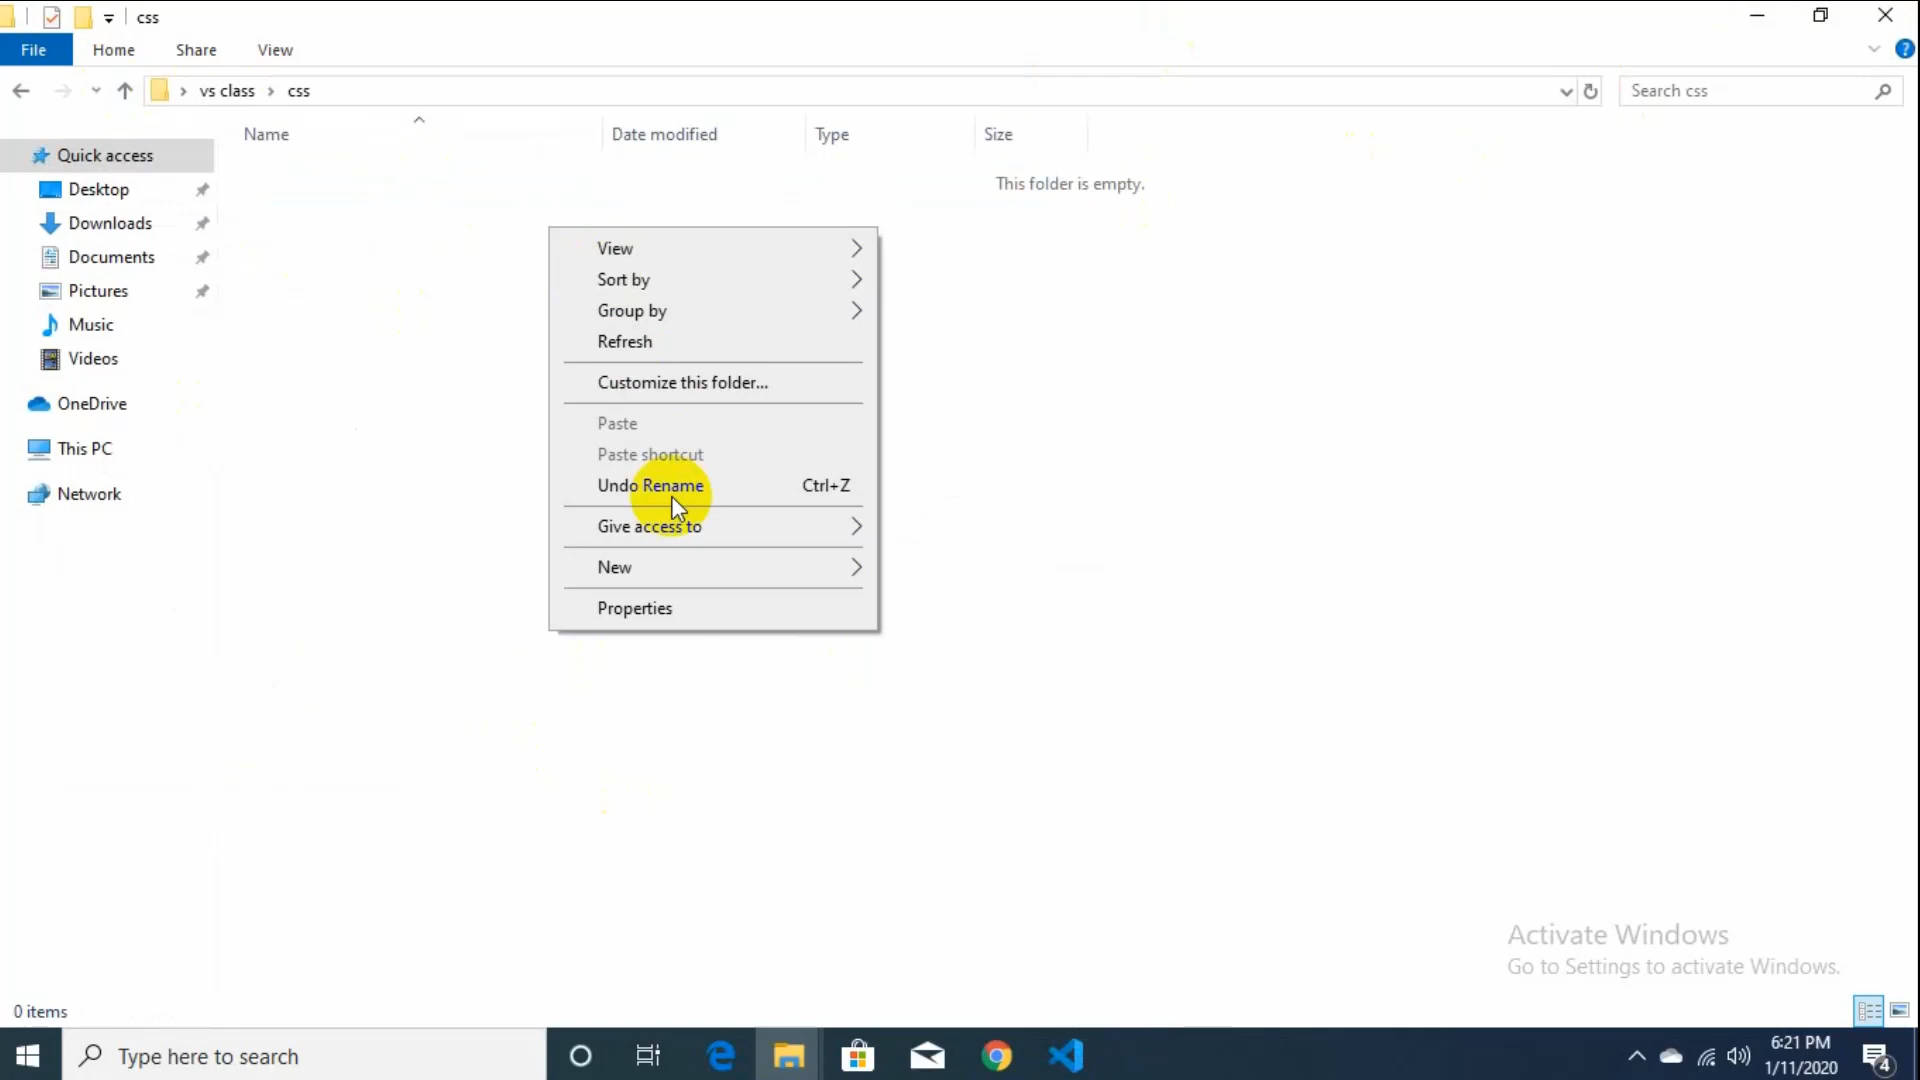 css
File Home Share View
vs class css
Search css
Name Date modified Type Size
This folder is empty.
Quick access
Desktop
Downloads
Documents
Pictures
Music
Videos
OneDrive
This PC
Network
View
Sort by
Group by
Refresh
Customize this folder...
Paste
Paste shortcut
Undo Rename Ctrl+Z
Give access to
New
Properties
Activate Windows
Go to Settings to activate Windows.
0 items
Type here to search
6:21 PM
1/11/2020
4